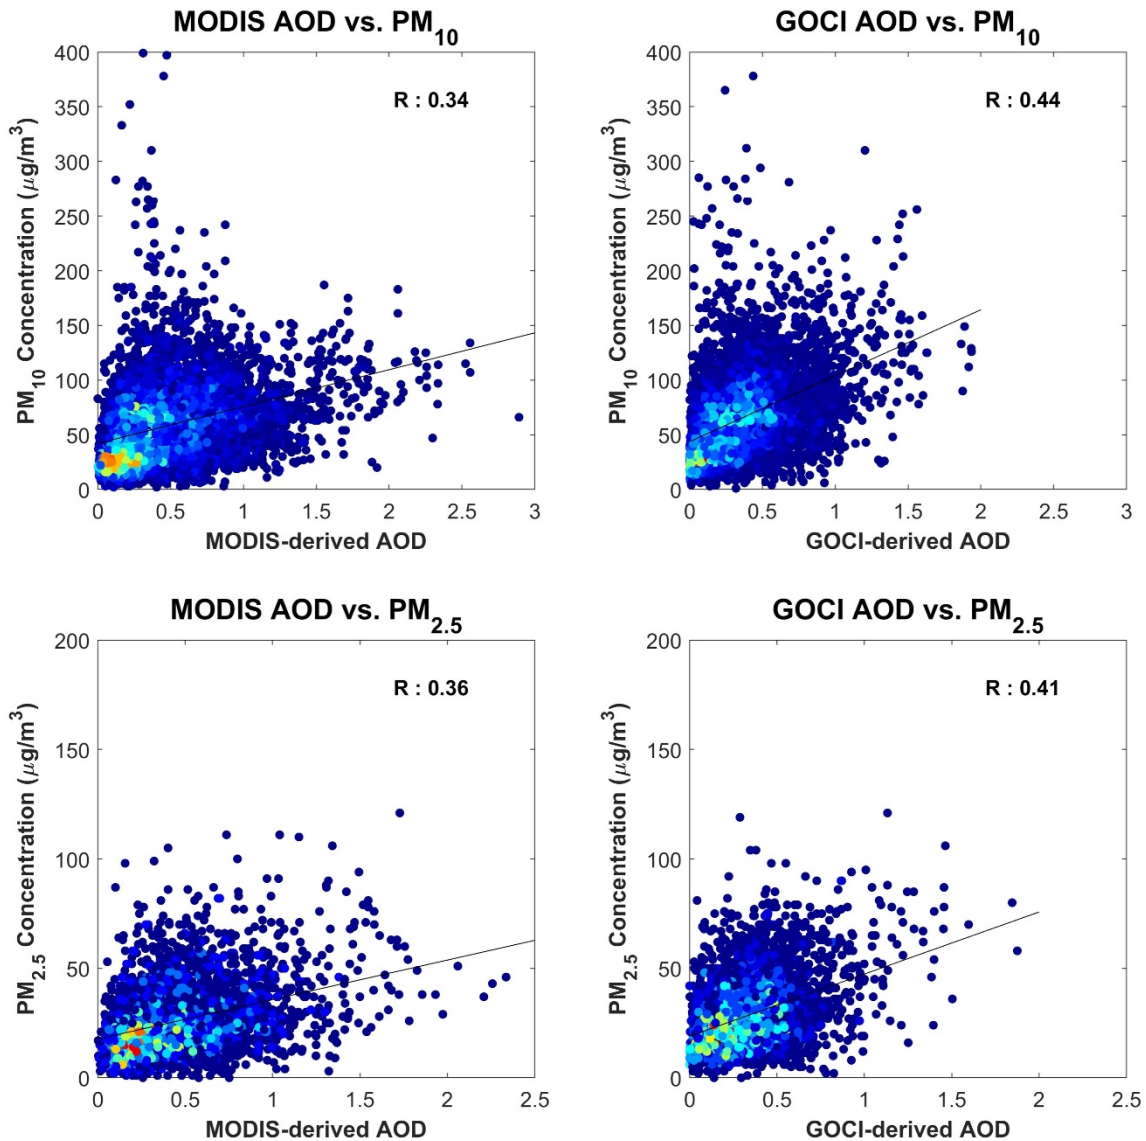 MODIS AOD vs. PM10
R : 0.34
PM10 Concentration (μg/m3)
400
350
300
250
200
150
100
50
0
0 0.5 1 1.5 2 2.5 3
MODIS-derived AOD
GOCI AOD vs. PM10
R : 0.44
PM10 Concentration (μg/m3)
400
350
300
250
200
150
100
50
0
0 0.5 1 1.5 2 2.5 3
GOCI-derived AOD
MODIS AOD vs. PM2.5
R : 0.36
PM2.5 Concentration (μg/m3)
200
150
100
50
0
0 0.5 1 1.5 2 2.5
MODIS-derived AOD
GOCI AOD vs. PM2.5
R : 0.41
PM2.5 Concentration (μg/m3)
200
150
100
50
0
0 0.5 1 1.5 2 2.5
GOCI-derived AOD